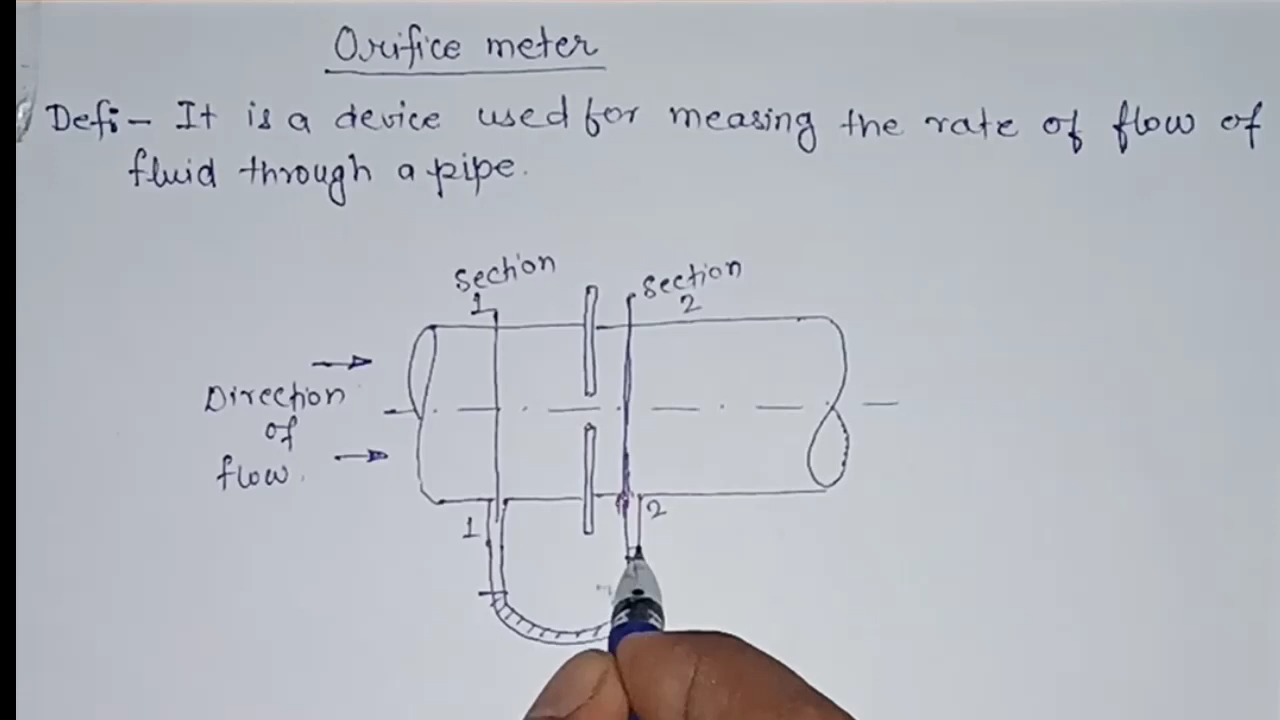 Orifice meter
Defi:- It is a device used for measing the rate of flow of
fluid through a pipe.
Section
1
Section
2
Direction
of
flow.
1
2